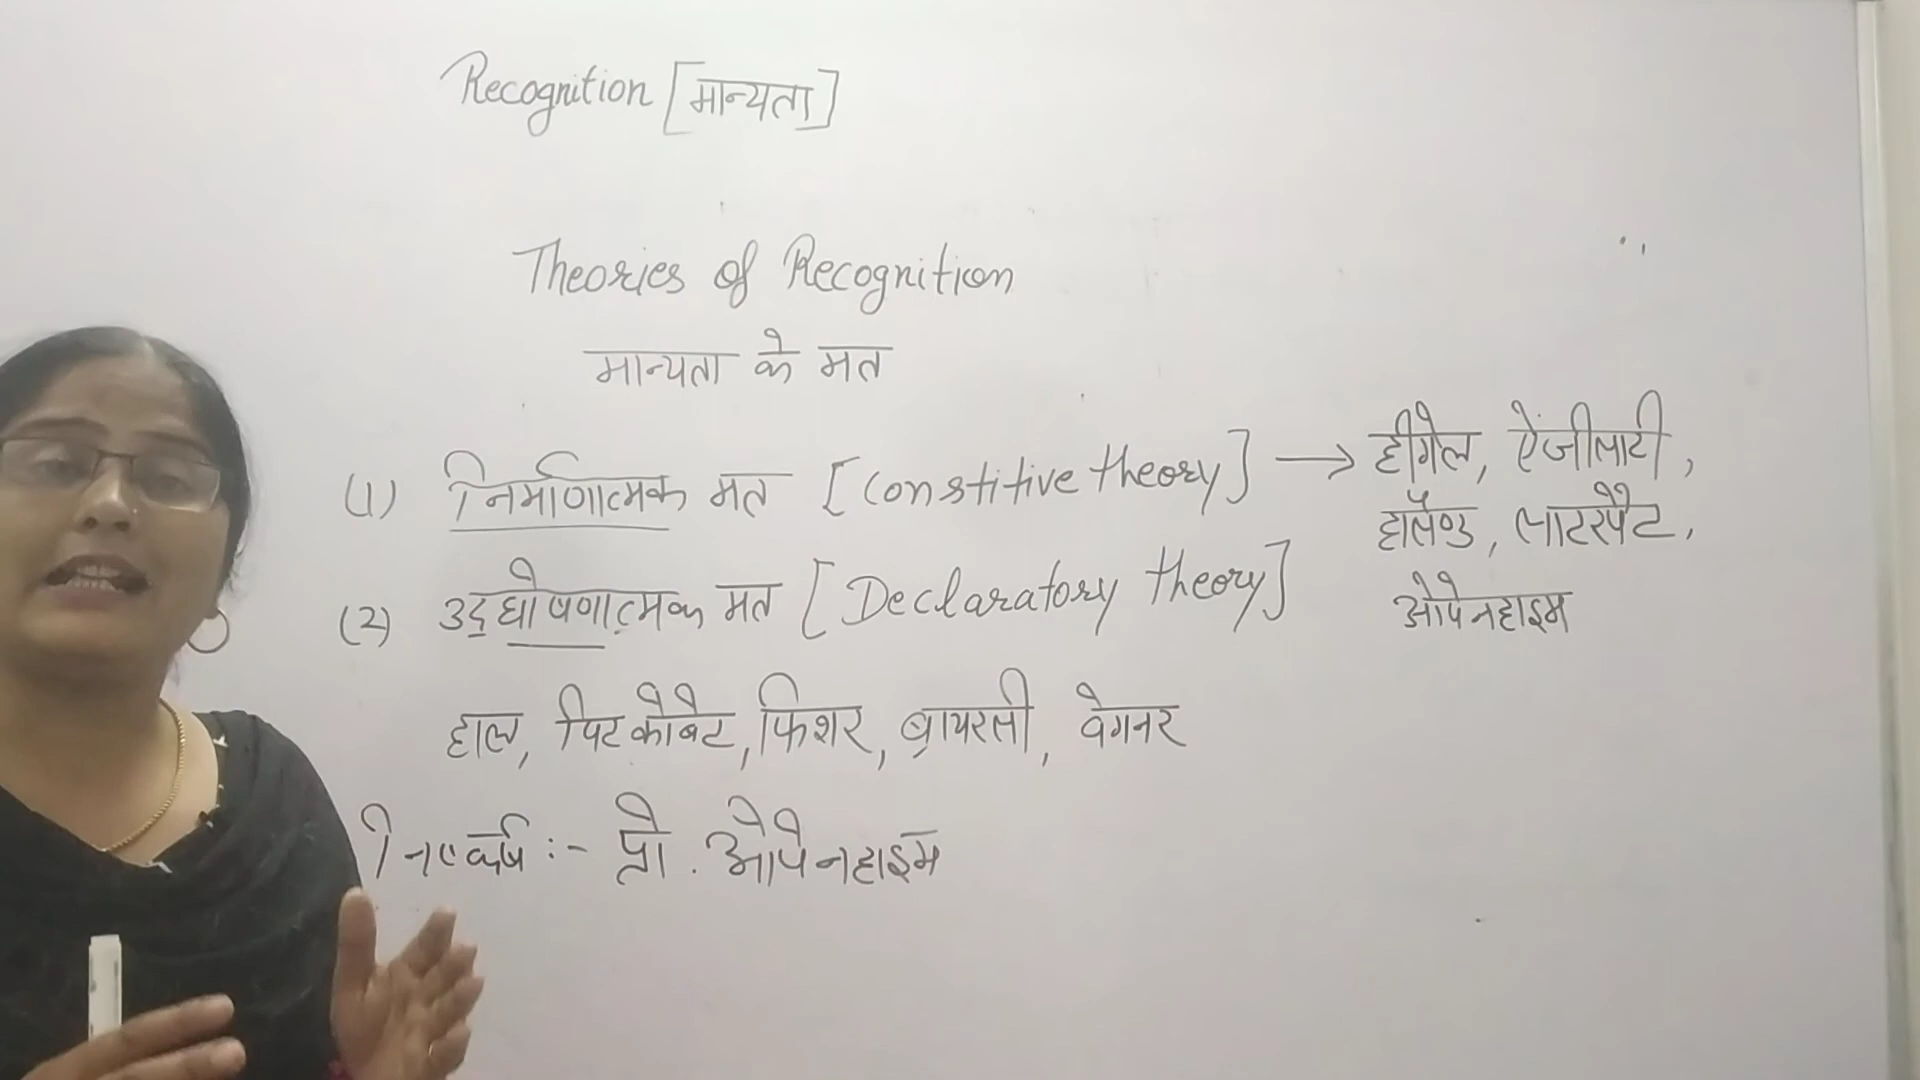 Recognition [मान्यता]
Theories of Recognition
मान्यता के मत
(1) निर्माणात्मक मत [Constitive theory] → हीगेल, ऐंजीलाटी,
हालैण्ड, लाटरपैट,
(2) उद्घोषणात्मक मत [Declaratory theory]
ओपेनहाइम
हाल, पिटकोबेट, फिशर, ब्रायरली, वेगनर
निष्कर्ष :- प्रो. ओपेनहाइम